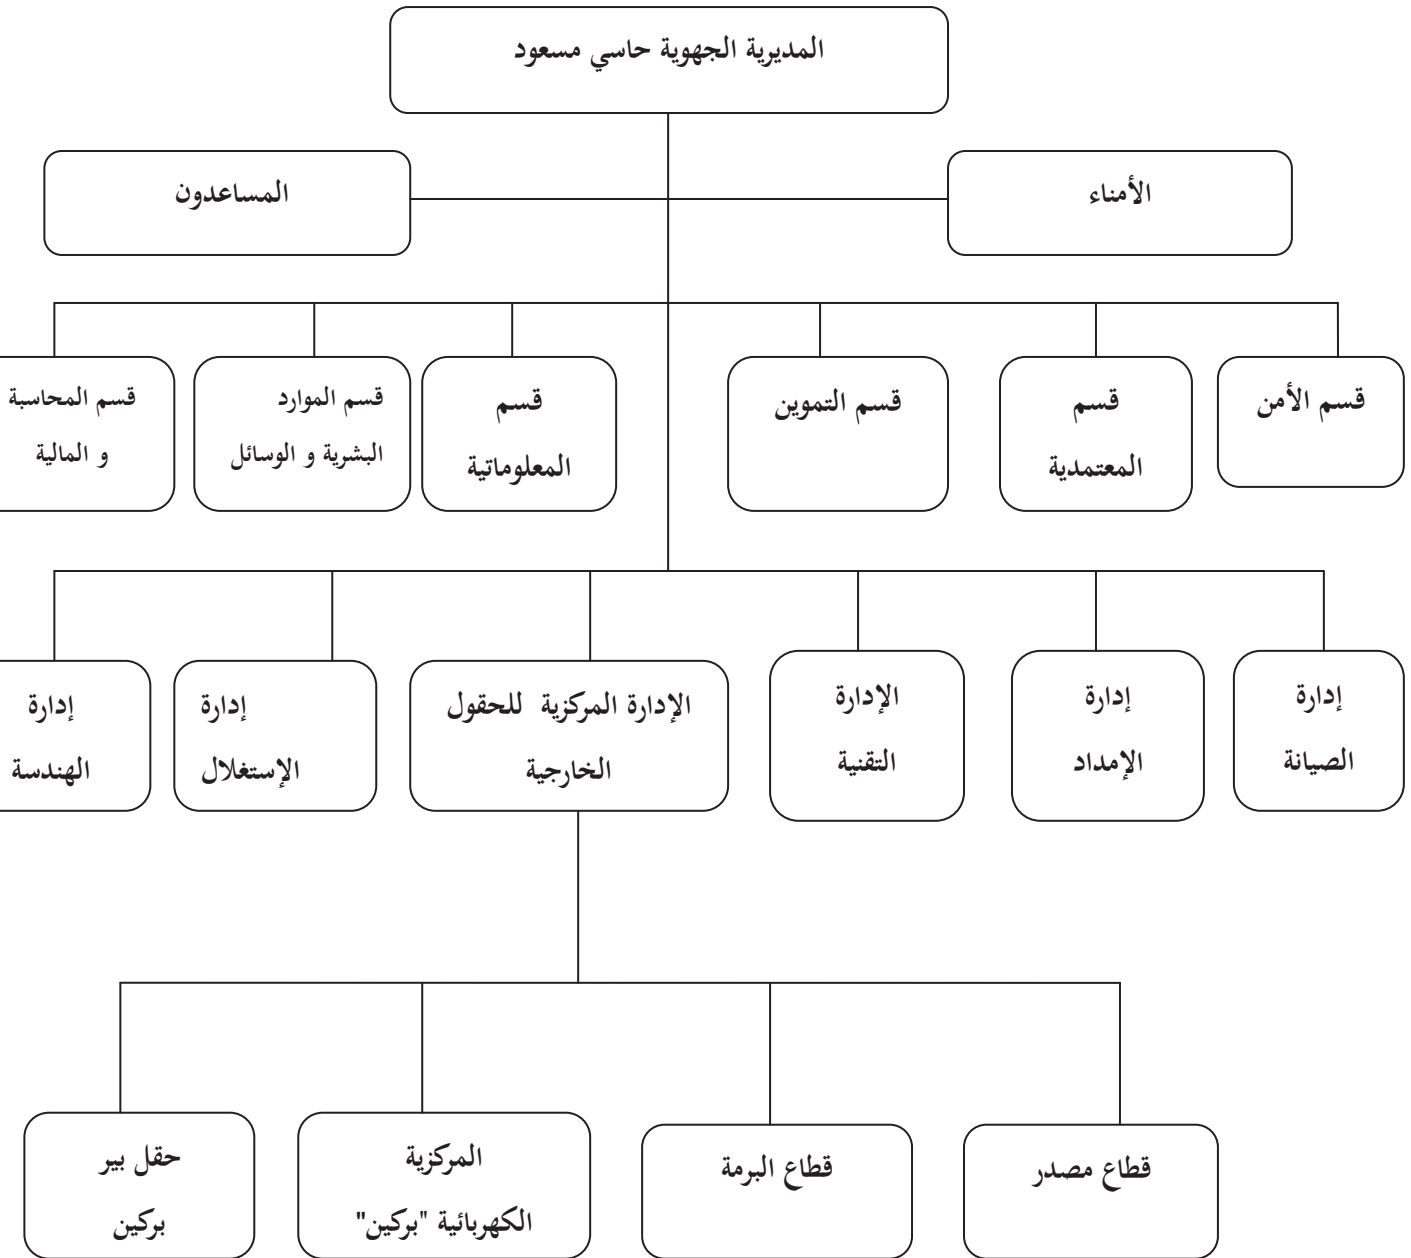 المديرية الجهوية حاسي مسعود
الأمناء
المساعدون
قسم الأمن
قسم
المعتمدية
قسم التموين
قسم
المعلوماتية
قسم الموارد
البشرية و الوسائل
قسم المحاسبة
و المالية
إدارة
الصيانة
إدارة
الإمداد
الإدارة
التقنية
الإدارة المركزية للحقول
الخارجية
إدارة
الإستغلال
إدارة
الهندسة
قطاع مصدر
قطاع البرمة
المركزية
الكهربائية "بركين"
حقل بير
بركين